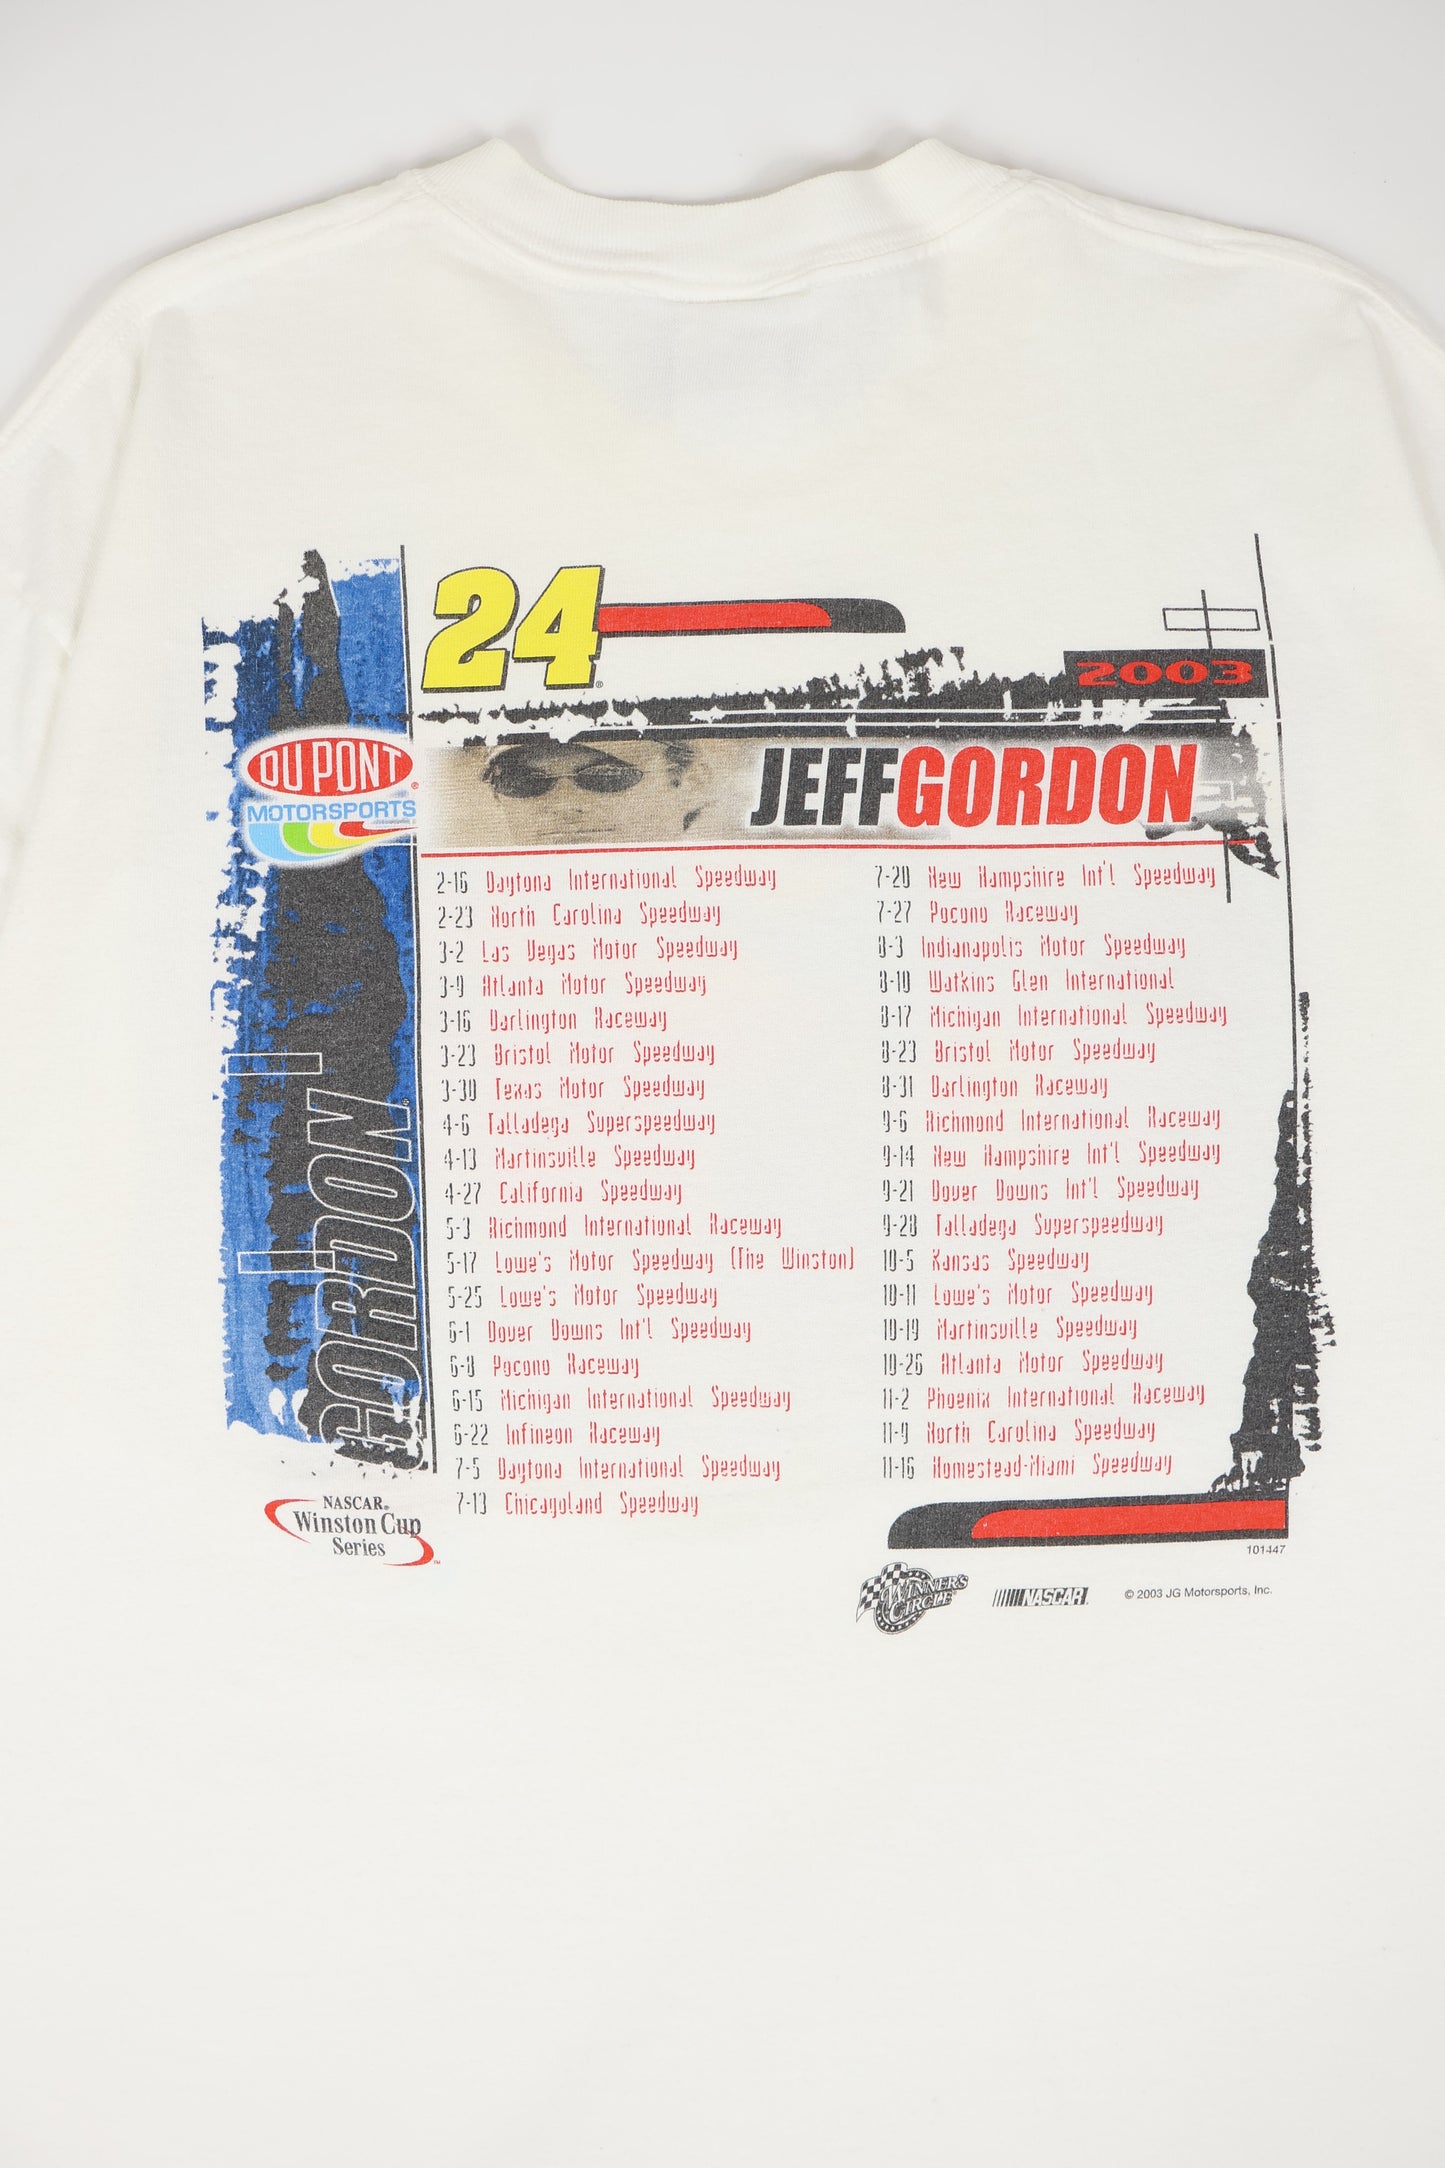 24
2003
DU PONT
MOTORSPORTS
JEFFGORDON
GORDON
2-16 Daytona International Speedway
2-23 North Carolina Speedway
3-2 Las Vegas Motor Speedway
3-9 Atlanta Motor Speedway
3-16 Darlington Raceway
3-23 Bristol Motor Speedway
3-30 Texas Motor Speedway
4-6 Talladega Superspeedway
4-13 Martinsville Speedway
4-27 California Speedway
5-3 Richmond International Raceway
5-17 Lowe's Motor Speedway (The Winston)
5-25 Lowe's Motor Speedway
6-1 Dover Downs Int'l Speedway
6-8 Pocono Raceway
6-15 Michigan International Speedway
6-22 Infineon Raceway
7-5 Daytona International Speedway
7-13 Chicagoland Speedway
7-20 New Hampshire Int'l Speedway
7-27 Pocono Raceway
8-3 Indianapolis Motor Speedway
8-10 Watkins Glen International
8-17 Michigan International Speedway
8-23 Bristol Motor Speedway
8-31 Darlington Raceway
9-6 Richmond International Raceway
9-14 New Hampshire Int'l Speedway
9-21 Dover Downs Int'l Speedway
9-28 Talladega Superspeedway
10-5 Kansas Speedway
10-11 Lowe's Motor Speedway
10-19 Martinsville Speedway
10-26 Atlanta Motor Speedway
11-2 Phoenix International Raceway
11-9 North Carolina Speedway
11-16 Homestead-Miami Speedway
NASCAR®
Winston Cup
Series™
101447
WINNER'S
CIRCLE
NASCAR
© 2003 JG Motorsports, Inc.